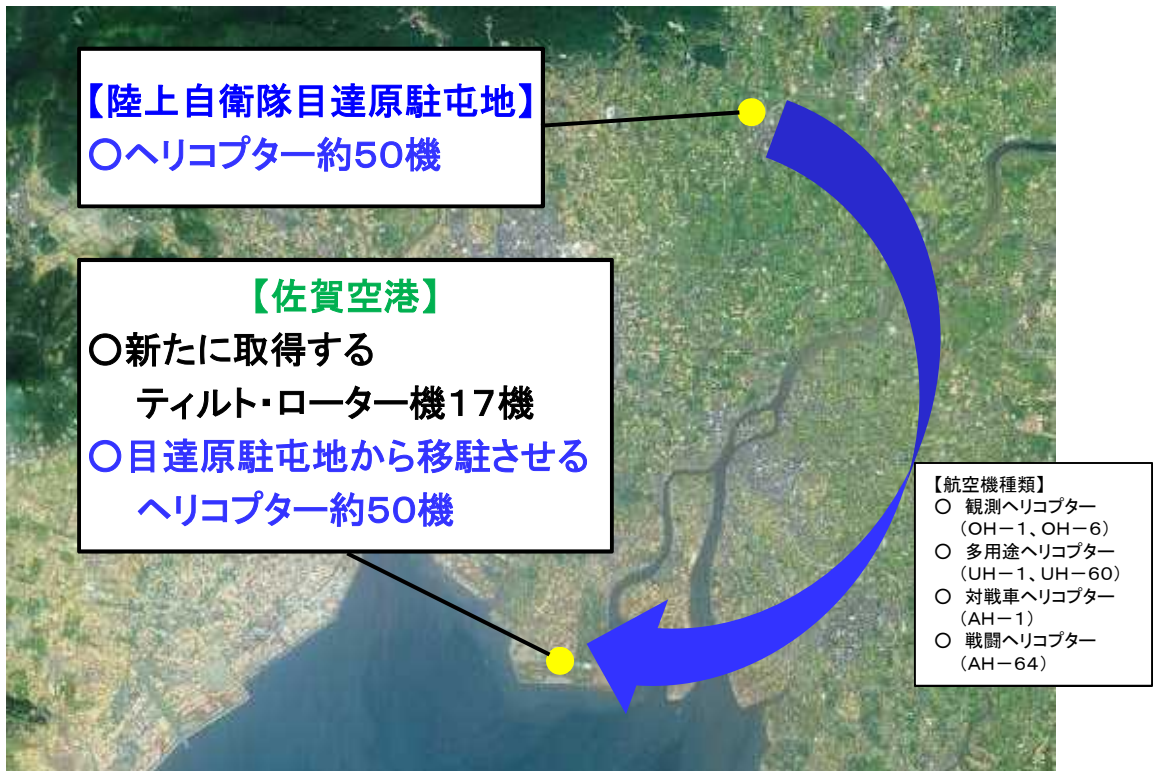 【陸上自衛隊目達原駐屯地】
○ヘリコプター約50機
【佐賀空港】
○新たに取得する
ティルト・ローター機17機
○目達原駐屯地から移駐させる
ヘリコプター約50機
【航空機種類】
○ 観測ヘリコプター
(OH-1、OH-6)
○ 多用途ヘリコプター
(UH-1、UH-60)
○ 対戦車ヘリコプター
(AH-1)
○ 戦闘ヘリコプター
(AH-64)